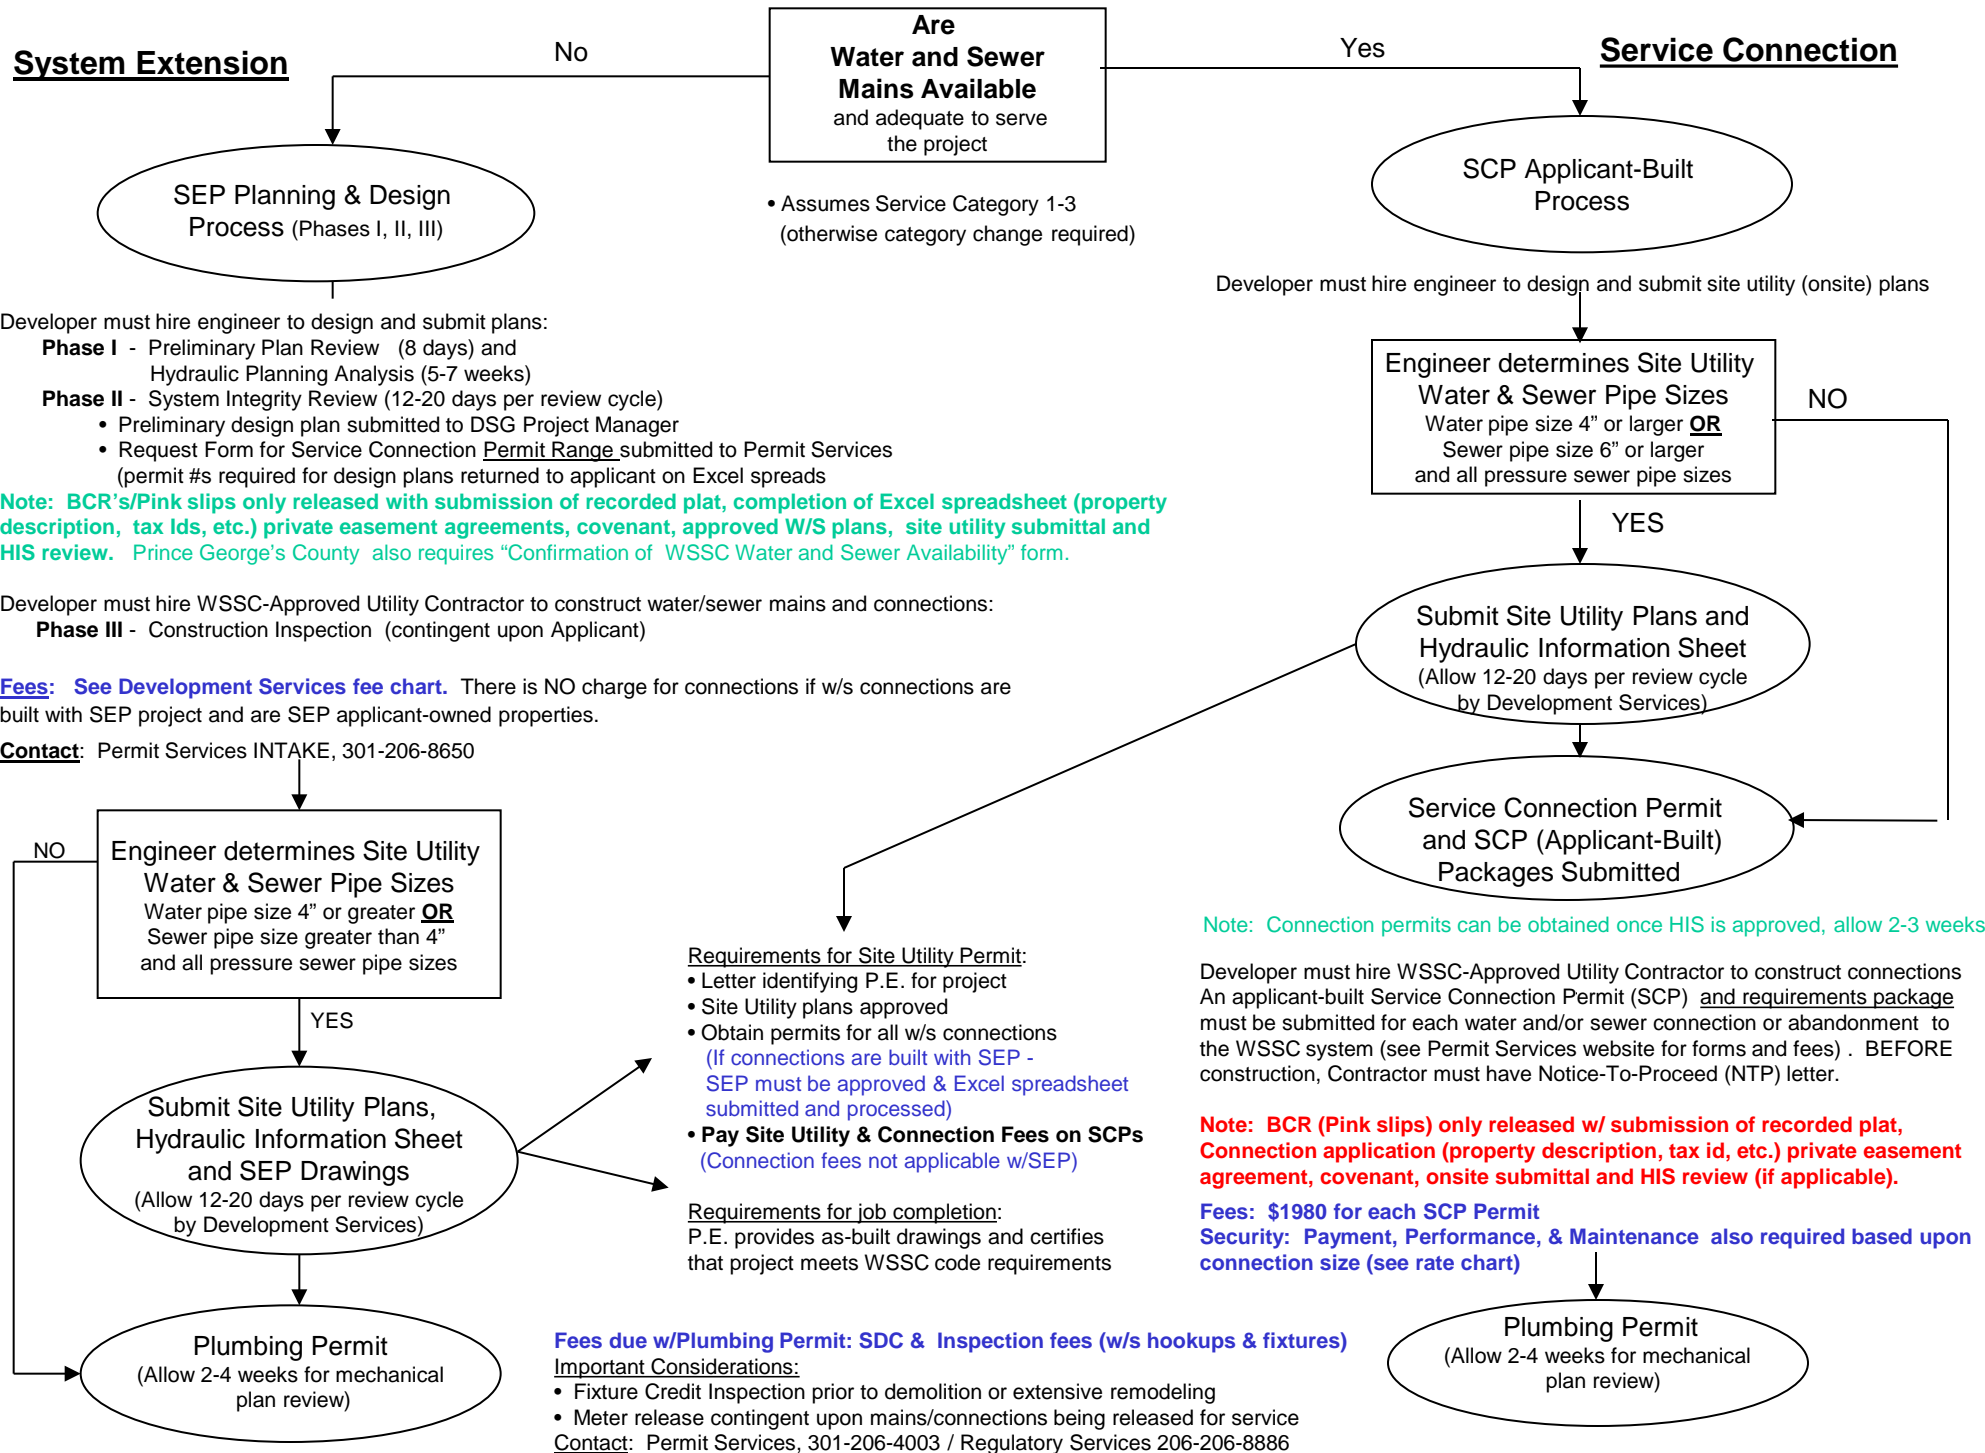 Are
Water and Sewer
Mains Available
and adequate to serve
the project
System Extension
No
Yes
Service Connection
SEP Planning & Design
Process (Phases I, II, III)
• Assumes Service Category 1-3
(otherwise category change required)
SCP Applicant-Built
Process
Developer must hire engineer to design and submit site utility (onsite) plans
Developer must hire engineer to design and submit plans:
Phase I - Preliminary Plan Review (8 days) and
Hydraulic Planning Analysis (5-7 weeks)
Phase II - System Integrity Review (12-20 days per review cycle)
• Preliminary design plan submitted to DSG Project Manager
• Request Form for Service Connection Permit Range submitted to Permit Services
(permit #s required for design plans returned to applicant on Excel spreads
Note: BCR's/Pink slips only released with submission of recorded plat, completion of Excel spreadsheet (property
description, tax Ids, etc.) private easement agreements, covenant, approved W/S plans, site utility submittal and
HIS review. Prince George's County also requires “Confirmation of WSSC Water and Sewer Availability” form.
Developer must hire WSSC-Approved Utility Contractor to construct water/sewer mains and connections:
Phase III - Construction Inspection (contingent upon Applicant)
Fees: See Development Services fee chart. There is NO charge for connections if w/s connections are
built with SEP project and are SEP applicant-owned properties.
Contact: Permit Services INTAKE, 301-206-8650
NO
Engineer determines Site Utility
Water & Sewer Pipe Sizes
Water pipe size 4” or greater OR
Sewer pipe size greater than 4”
and all pressure sewer pipe sizes
YES
Submit Site Utility Plans,
Hydraulic Information Sheet
and SEP Drawings
(Allow 12-20 days per review cycle
by Development Services)
Plumbing Permit
(Allow 2-4 weeks for mechanical
plan review)
Requirements for Site Utility Permit:
• Letter identifying P.E. for project
• Site Utility plans approved
• Obtain permits for all w/s connections
(If connections are built with SEP -
SEP must be approved & Excel spreadsheet
submitted and processed)
• Pay Site Utility & Connection Fees on SCPs
(Connection fees not applicable w/SEP)
Requirements for job completion:
P.E. provides as-built drawings and certifies
that project meets WSSC code requirements
Fees due w/Plumbing Permit: SDC & Inspection fees (w/s hookups & fixtures)
Important Considerations:
• Fixture Credit Inspection prior to demolition or extensive remodeling
• Meter release contingent upon mains/connections being released for service
Contact: Permit Services, 301-206-4003 / Regulatory Services 206-206-8886
Engineer determines Site Utility
Water & Sewer Pipe Sizes
Water pipe size 4” or larger OR
Sewer pipe size 6” or larger
and all pressure sewer pipe sizes
NO
YES
Submit Site Utility Plans and
Hydraulic Information Sheet
(Allow 12-20 days per review cycle
by Development Services)
Service Connection Permit
and SCP (Applicant-Built)
Packages Submitted
Note: Connection permits can be obtained once HIS is approved, allow 2-3 weeks
Developer must hire WSSC-Approved Utility Contractor to construct connections
An applicant-built Service Connection Permit (SCP) and requirements package
must be submitted for each water and/or sewer connection or abandonment to
the WSSC system (see Permit Services website for forms and fees) . BEFORE
construction, Contractor must have Notice-To-Proceed (NTP) letter.
Note: BCR (Pink slips) only released w/ submission of recorded plat,
Connection application (property description, tax id, etc.) private easement
agreement, covenant, onsite submittal and HIS review (if applicable).
Fees: $1980 for each SCP Permit
Security: Payment, Performance, & Maintenance also required based upon
connection size (see rate chart)
Plumbing Permit
(Allow 2-4 weeks for mechanical
plan review)